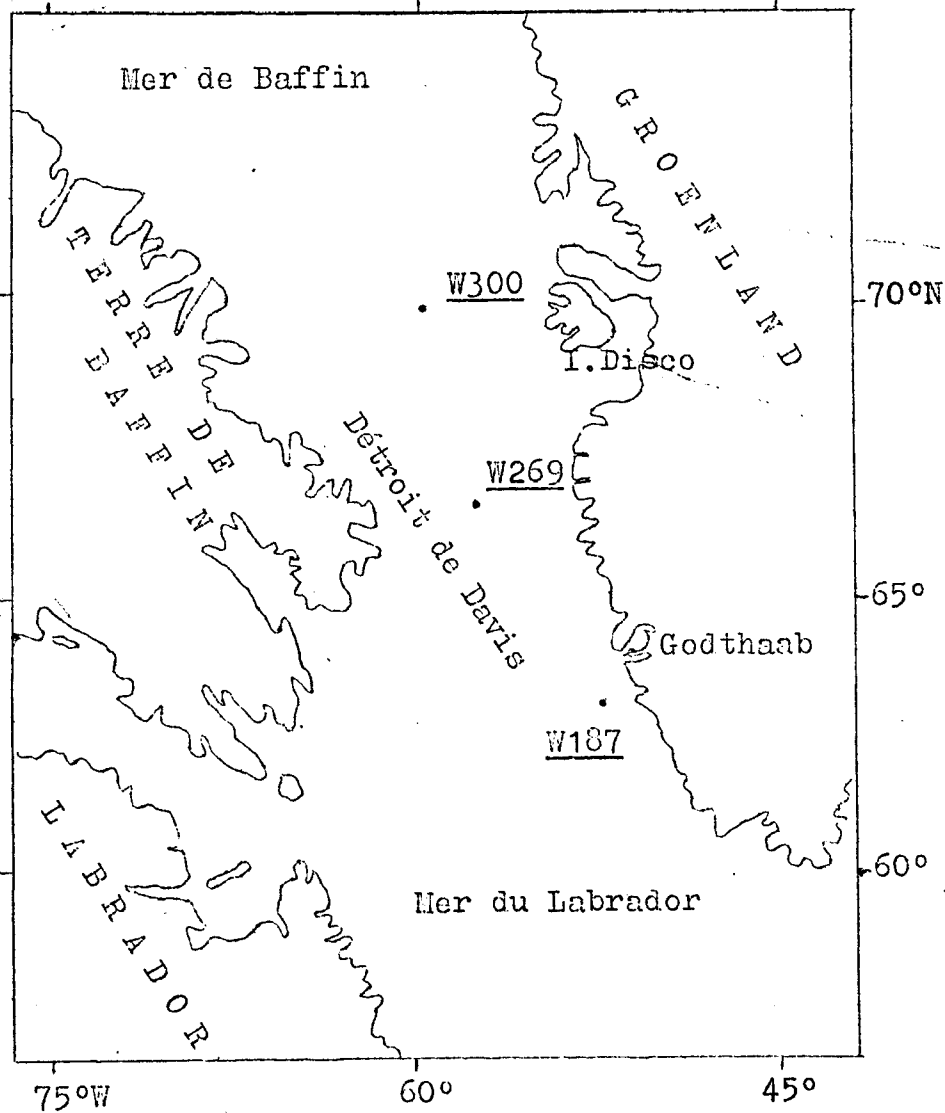 Mer de Baffin
GROENLAND
TERRE DE
BAFFIN
W300
70°N
I.Disco
Détroit de Davis
W269
65°
Godthaab
W187
LABRADOR
60°
Mer du Labrador
75°W
60°
45°